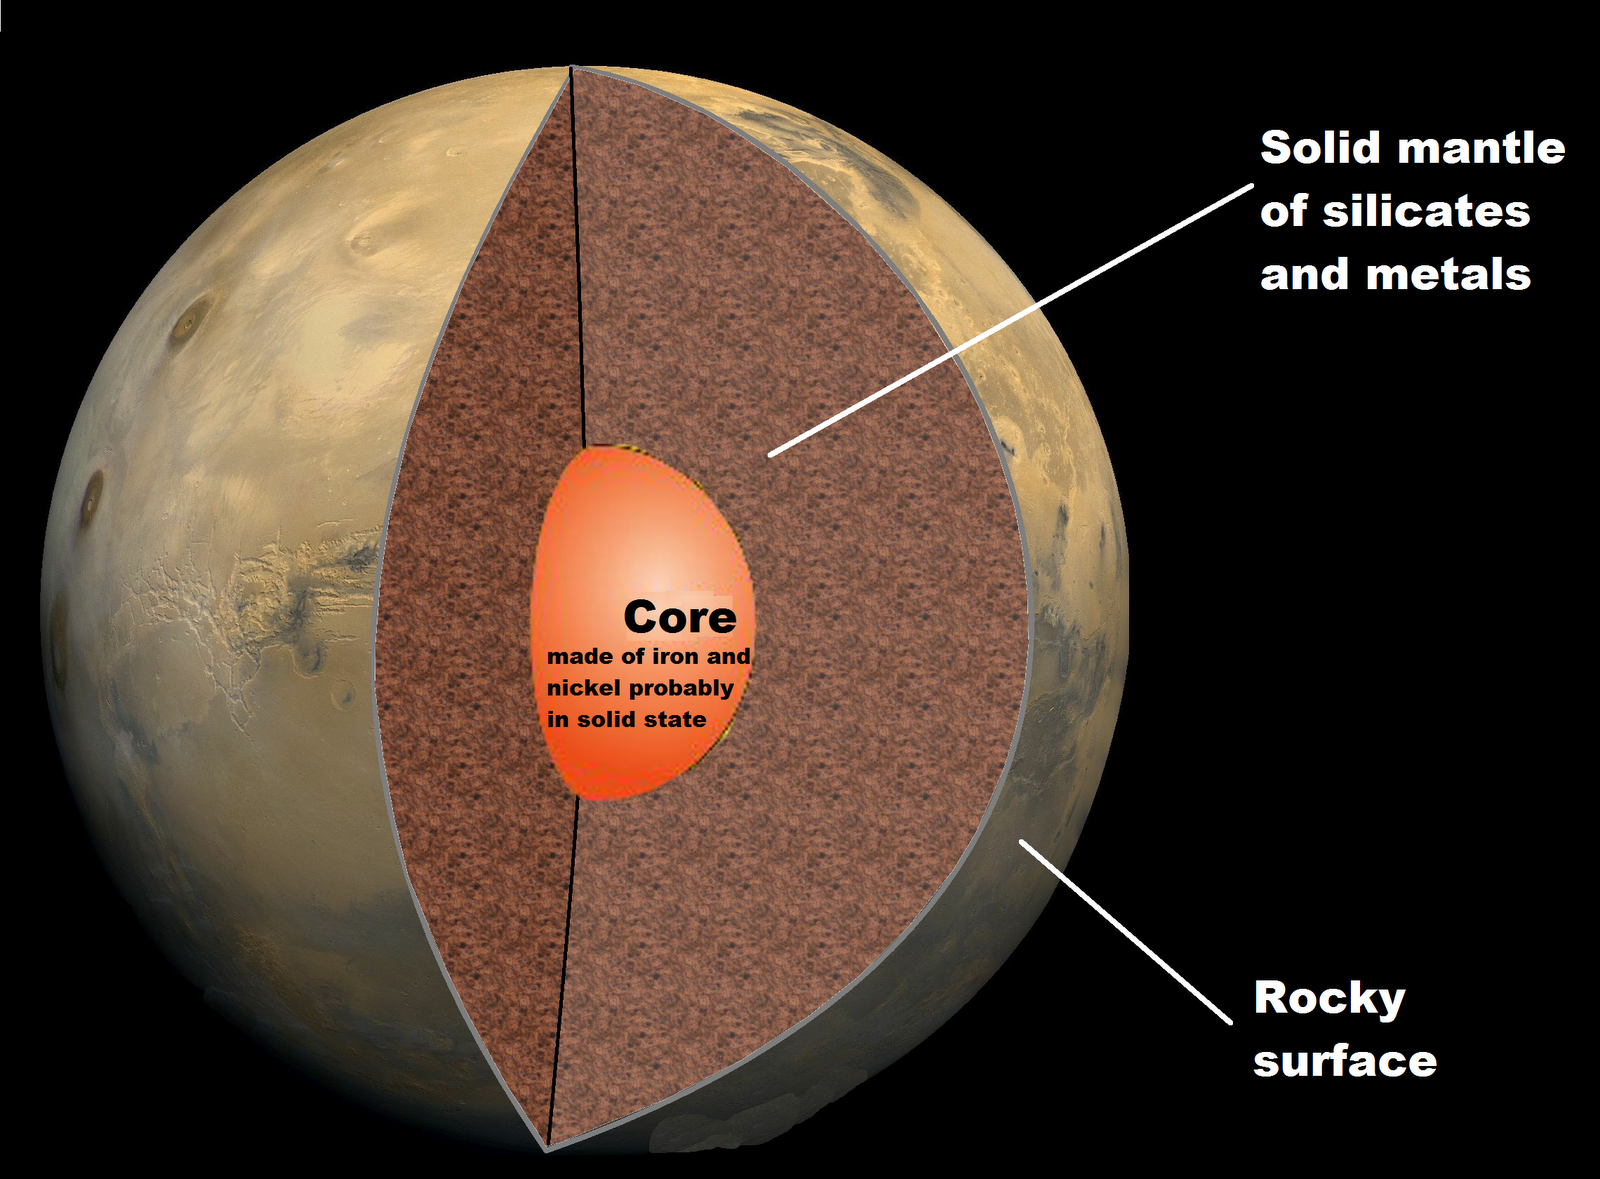 Solid mantle
of silicates
and metals
Core
made of iron and
nickel probably
in solid state
Rocky
surface